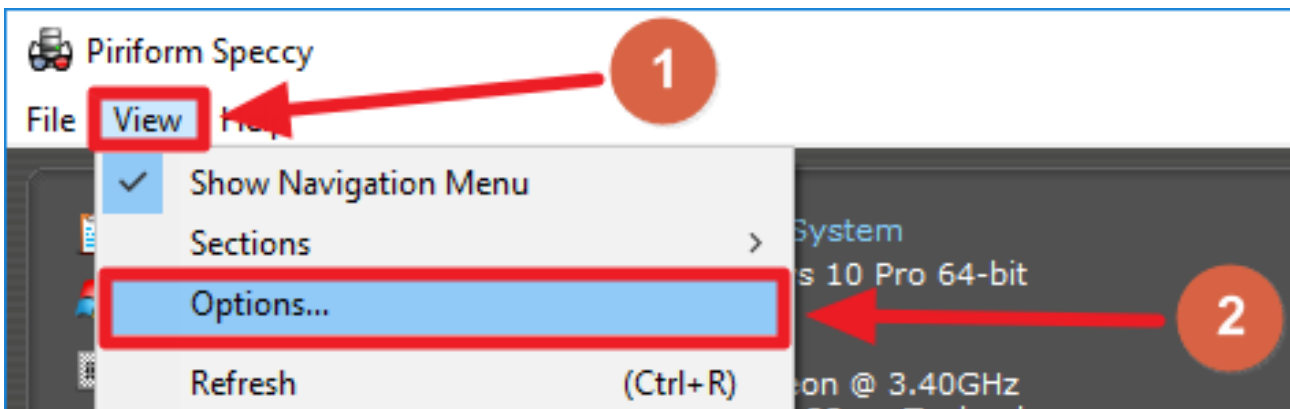 Piriform Speccy
1
File View
Show Navigation Menu
Sections
System
s 10 Pro 64-bit
Options...
2
Refresh (Ctrl+R)
on @ 3.40GHz